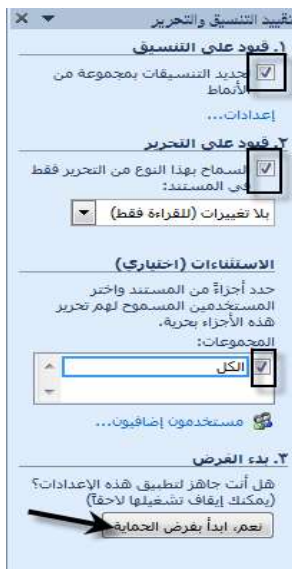 تقييد التنسيق والتحرير
١. قيود على التنسيق
تحديد التنسيقات بمجموعة من
الأنماط
إعدادات...
٢. قيود على التحرير
السماح بهذا النوع من التحرير فقط
في المستند:
بلا تغييرات (للقراءة فقط)
الاستثناءات (اختياري)
حدد أجزاءً من المستند واختر
المستخدمين المسموح لهم تحرير
هذه الأجزاء بحرية.
المجموعات:
الكل
مستخدمون إضافيون...
٣. بدء الفرض
هل أنت جاهز لتطبيق هذه الإعدادات؟
(يمكنك إيقاف تشغيلها لاحقاً)
نعم، ابدأ بفرض الحماية